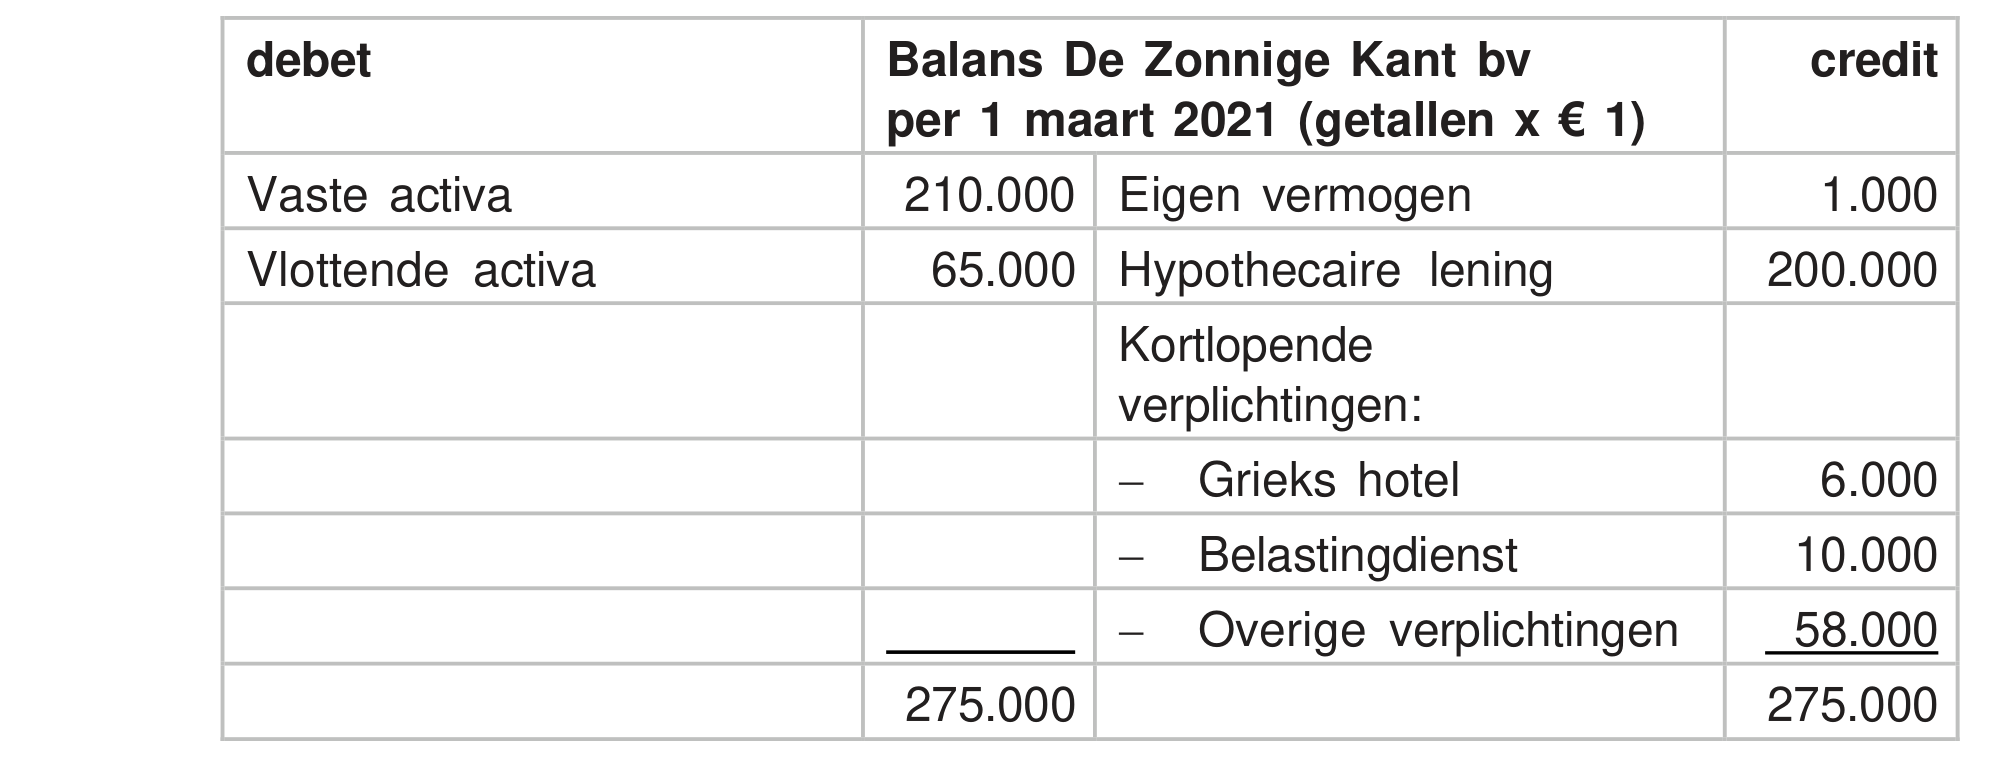 debet Balans De Zonnige Kant bv credit
per 1 maart 2021 (getallen x € 1)
Vaste activa 210.000 Eigen vermogen 1.000
Vlottende activa 65.000 Hypothecaire lening 200.000
Kortlopende
verplichtingen:
– Grieks hotel 6.000
– Belastingdienst 10.000
– Overige verplichtingen 58.000
275.000 275.000